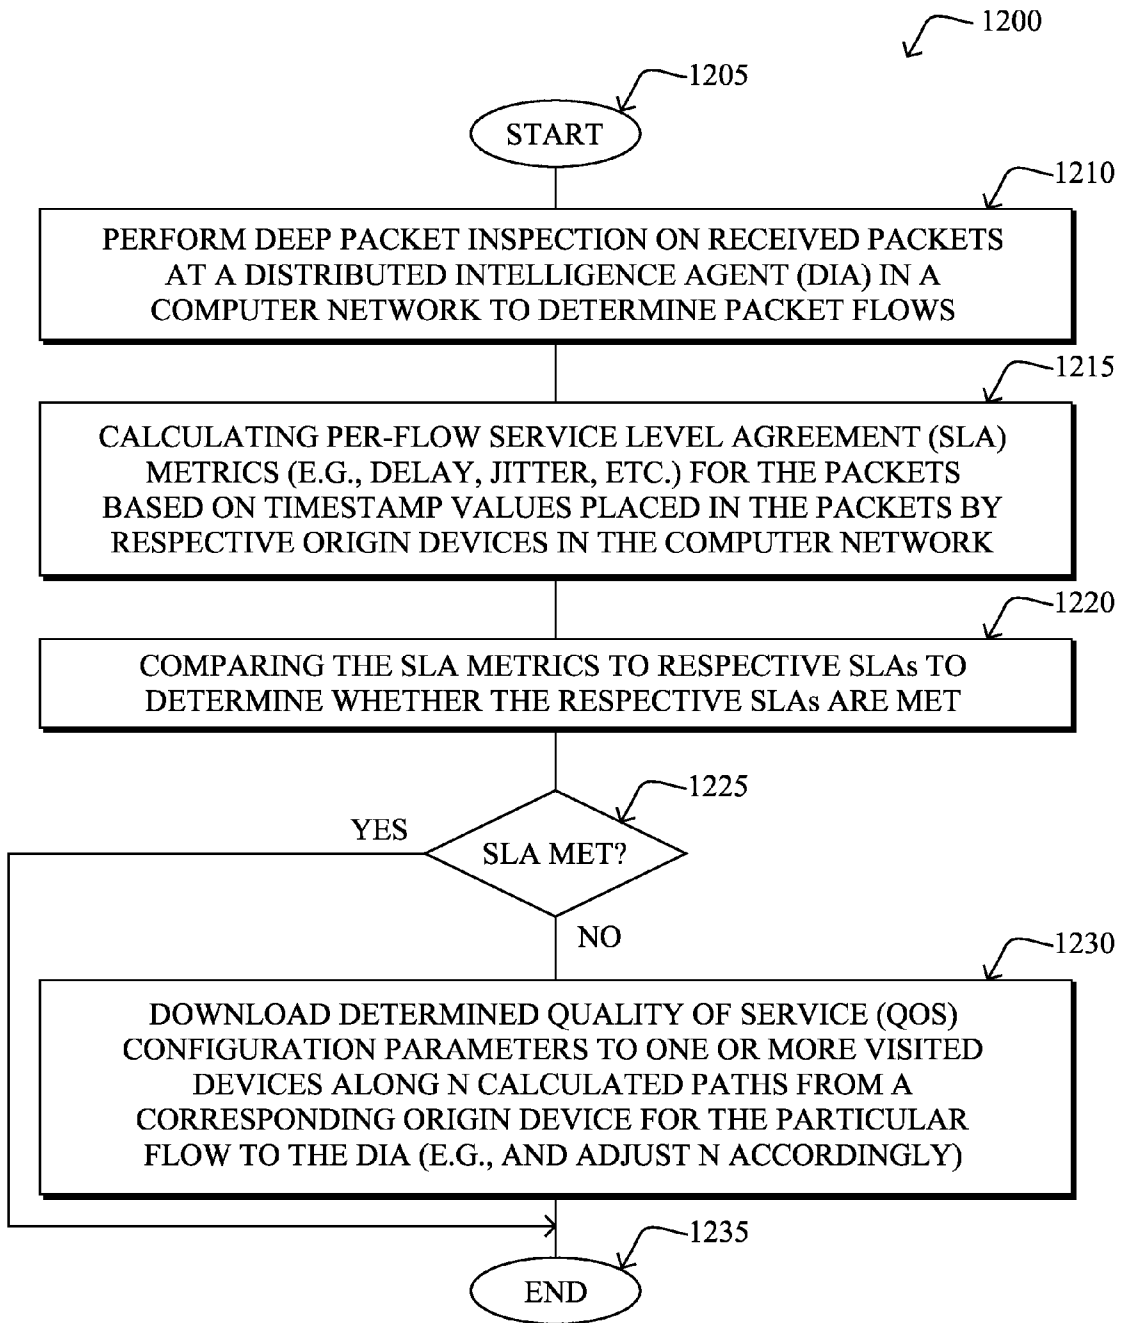 1200
1205
START
1210
PERFORM DEEP PACKET INSPECTION ON RECEIVED PACKETS
AT A DISTRIBUTED INTELLIGENCE AGENT (DIA) IN A
COMPUTER NETWORK TO DETERMINE PACKET FLOWS
1215
CALCULATING PER-FLOW SERVICE LEVEL AGREEMENT (SLA)
METRICS (E.G., DELAY, JITTER, ETC.) FOR THE PACKETS
BASED ON TIMESTAMP VALUES PLACED IN THE PACKETS BY
RESPECTIVE ORIGIN DEVICES IN THE COMPUTER NETWORK
1220
COMPARING THE SLA METRICS TO RESPECTIVE SLAs TO
DETERMINE WHETHER THE RESPECTIVE SLAs ARE MET
1225
YES
SLA MET?
NO
1230
DOWNLOAD DETERMINED QUALITY OF SERVICE (QOS)
CONFIGURATION PARAMETERS TO ONE OR MORE VISITED
DEVICES ALONG N CALCULATED PATHS FROM A
CORRESPONDING ORIGIN DEVICE FOR THE PARTICULAR
FLOW TO THE DIA (E.G., AND ADJUST N ACCORDINGLY)
1235
END